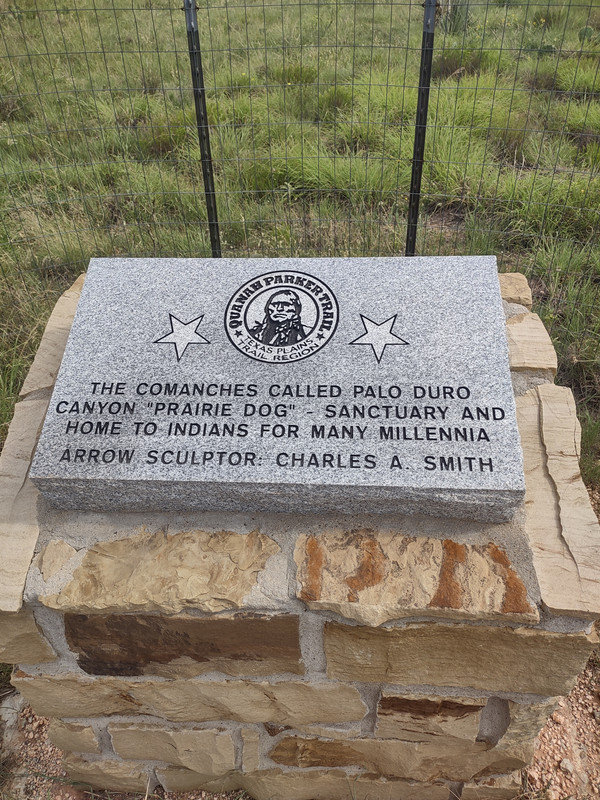 QUANAH PARKER TRAIL
TEXAS PLAINS
TRAIL REGION
THE COMANCHES CALLED PALO DURO
CANYON "PRAIRIE DOG" - SANCTUARY AND
HOME TO INDIANS FOR MANY MILLENNIA
ARROW SCULPTOR: CHARLES A. SMITH